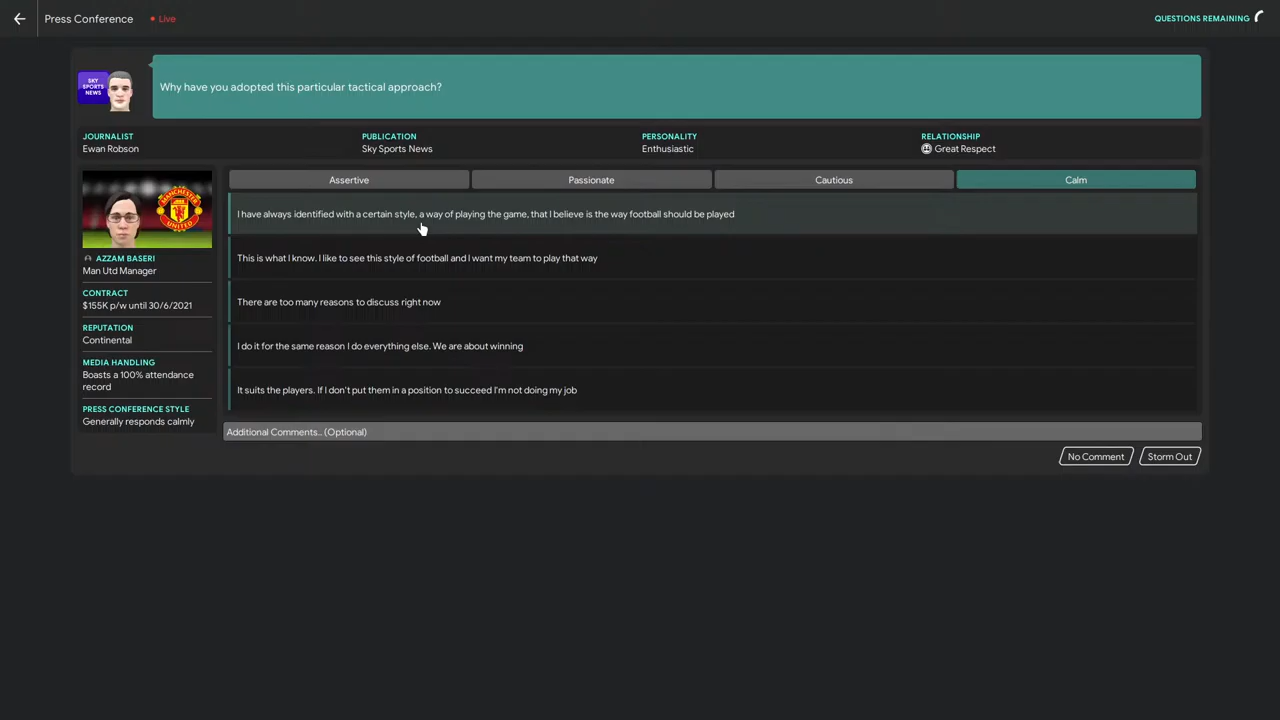 Press Conference
Live
QUESTIONS REMAINING
SKY SPORTS NEWS
Why have you adopted this particular tactical approach?
JOURNALIST
Ewan Robson
PUBLICATION
Sky Sports News
PERSONALITY
Enthusiastic
RELATIONSHIP
Great Respect
MANCHESTER
UNITED
AZZAM BASERI
Man Utd Manager
CONTRACT
$155K p/w until 30/6/2021
REPUTATION
Continental
MEDIA HANDLING
Boasts a 100% attendance
record
PRESS CONFERENCE STYLE
Generally responds calmly
Assertive
Passionate
Cautious
Calm
I have always identified with a certain style, a way of playing the game, that I believe is the way football should be played
This is what I know. I like to see this style of football and I want my team to play that way
There are too many reasons to discuss right now
I do it for the same reason I do everything else. We are about winning
It suits the players. If I don't put them in a position to succeed I'm not doing my job
Additional Comments.. (Optional)
No Comment
Storm Out